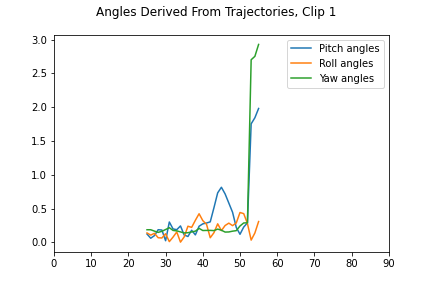 Angles Derived From Trajectories, Clip 1
3.0
2.5
2.0
1.5
1.0
0.5
0.0
Pitch angles
Roll angles
Yaw angles
0 10 20 30 40 50 60 70 80 90